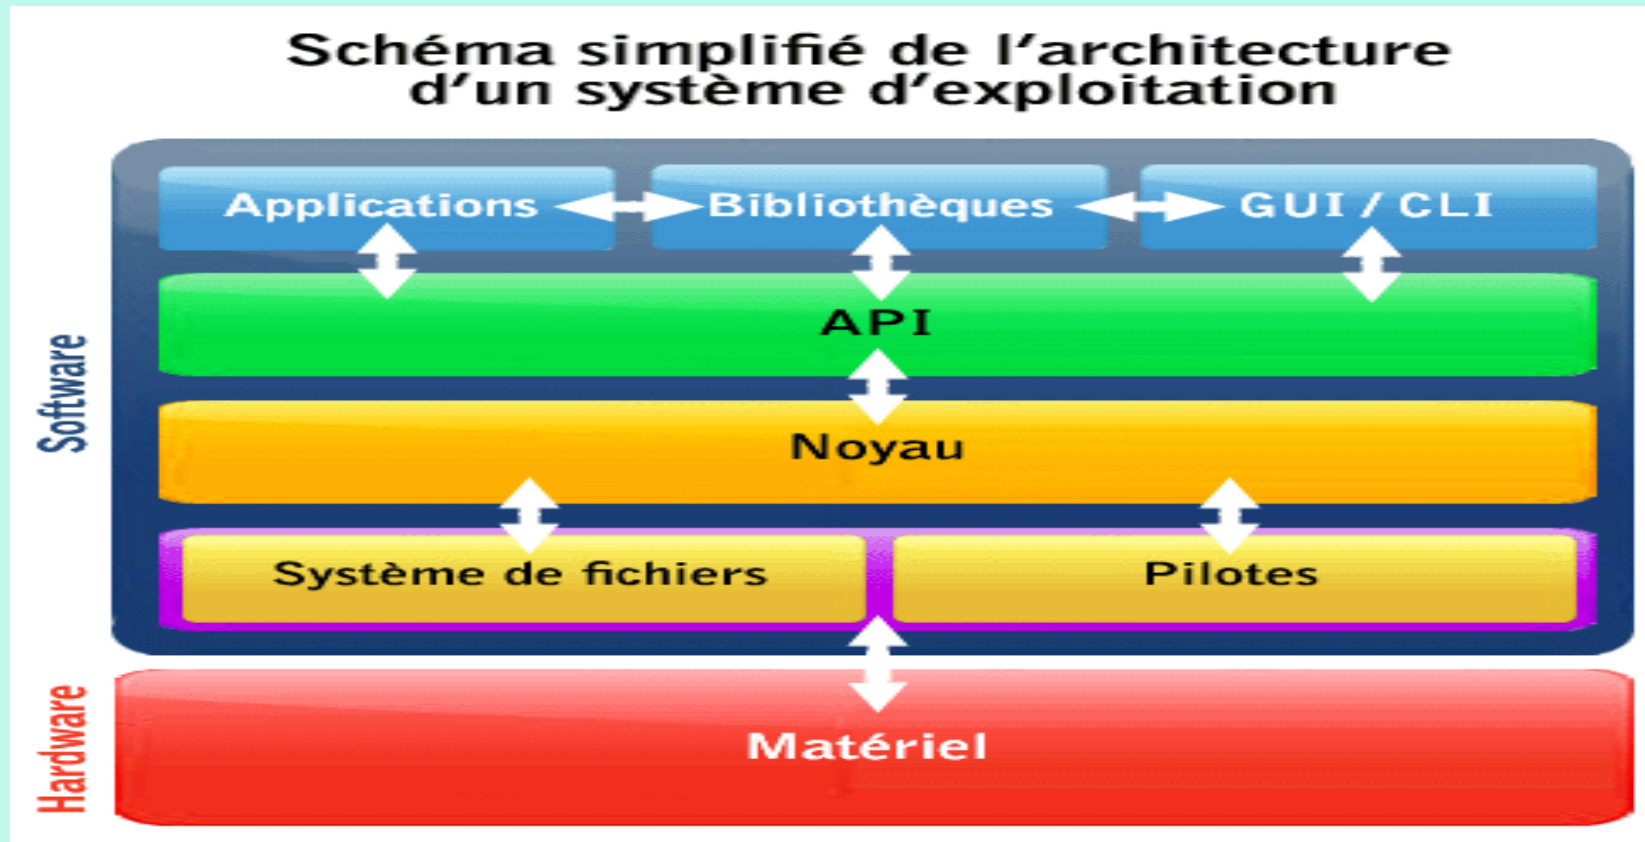 Schéma simplifié de l'architecture
d'un système d'exploitation
Applications
Bibliothèques
GUI / CLI
API
Software
Noyau
Système de fichiers
Pilotes
Hardware
Matériel